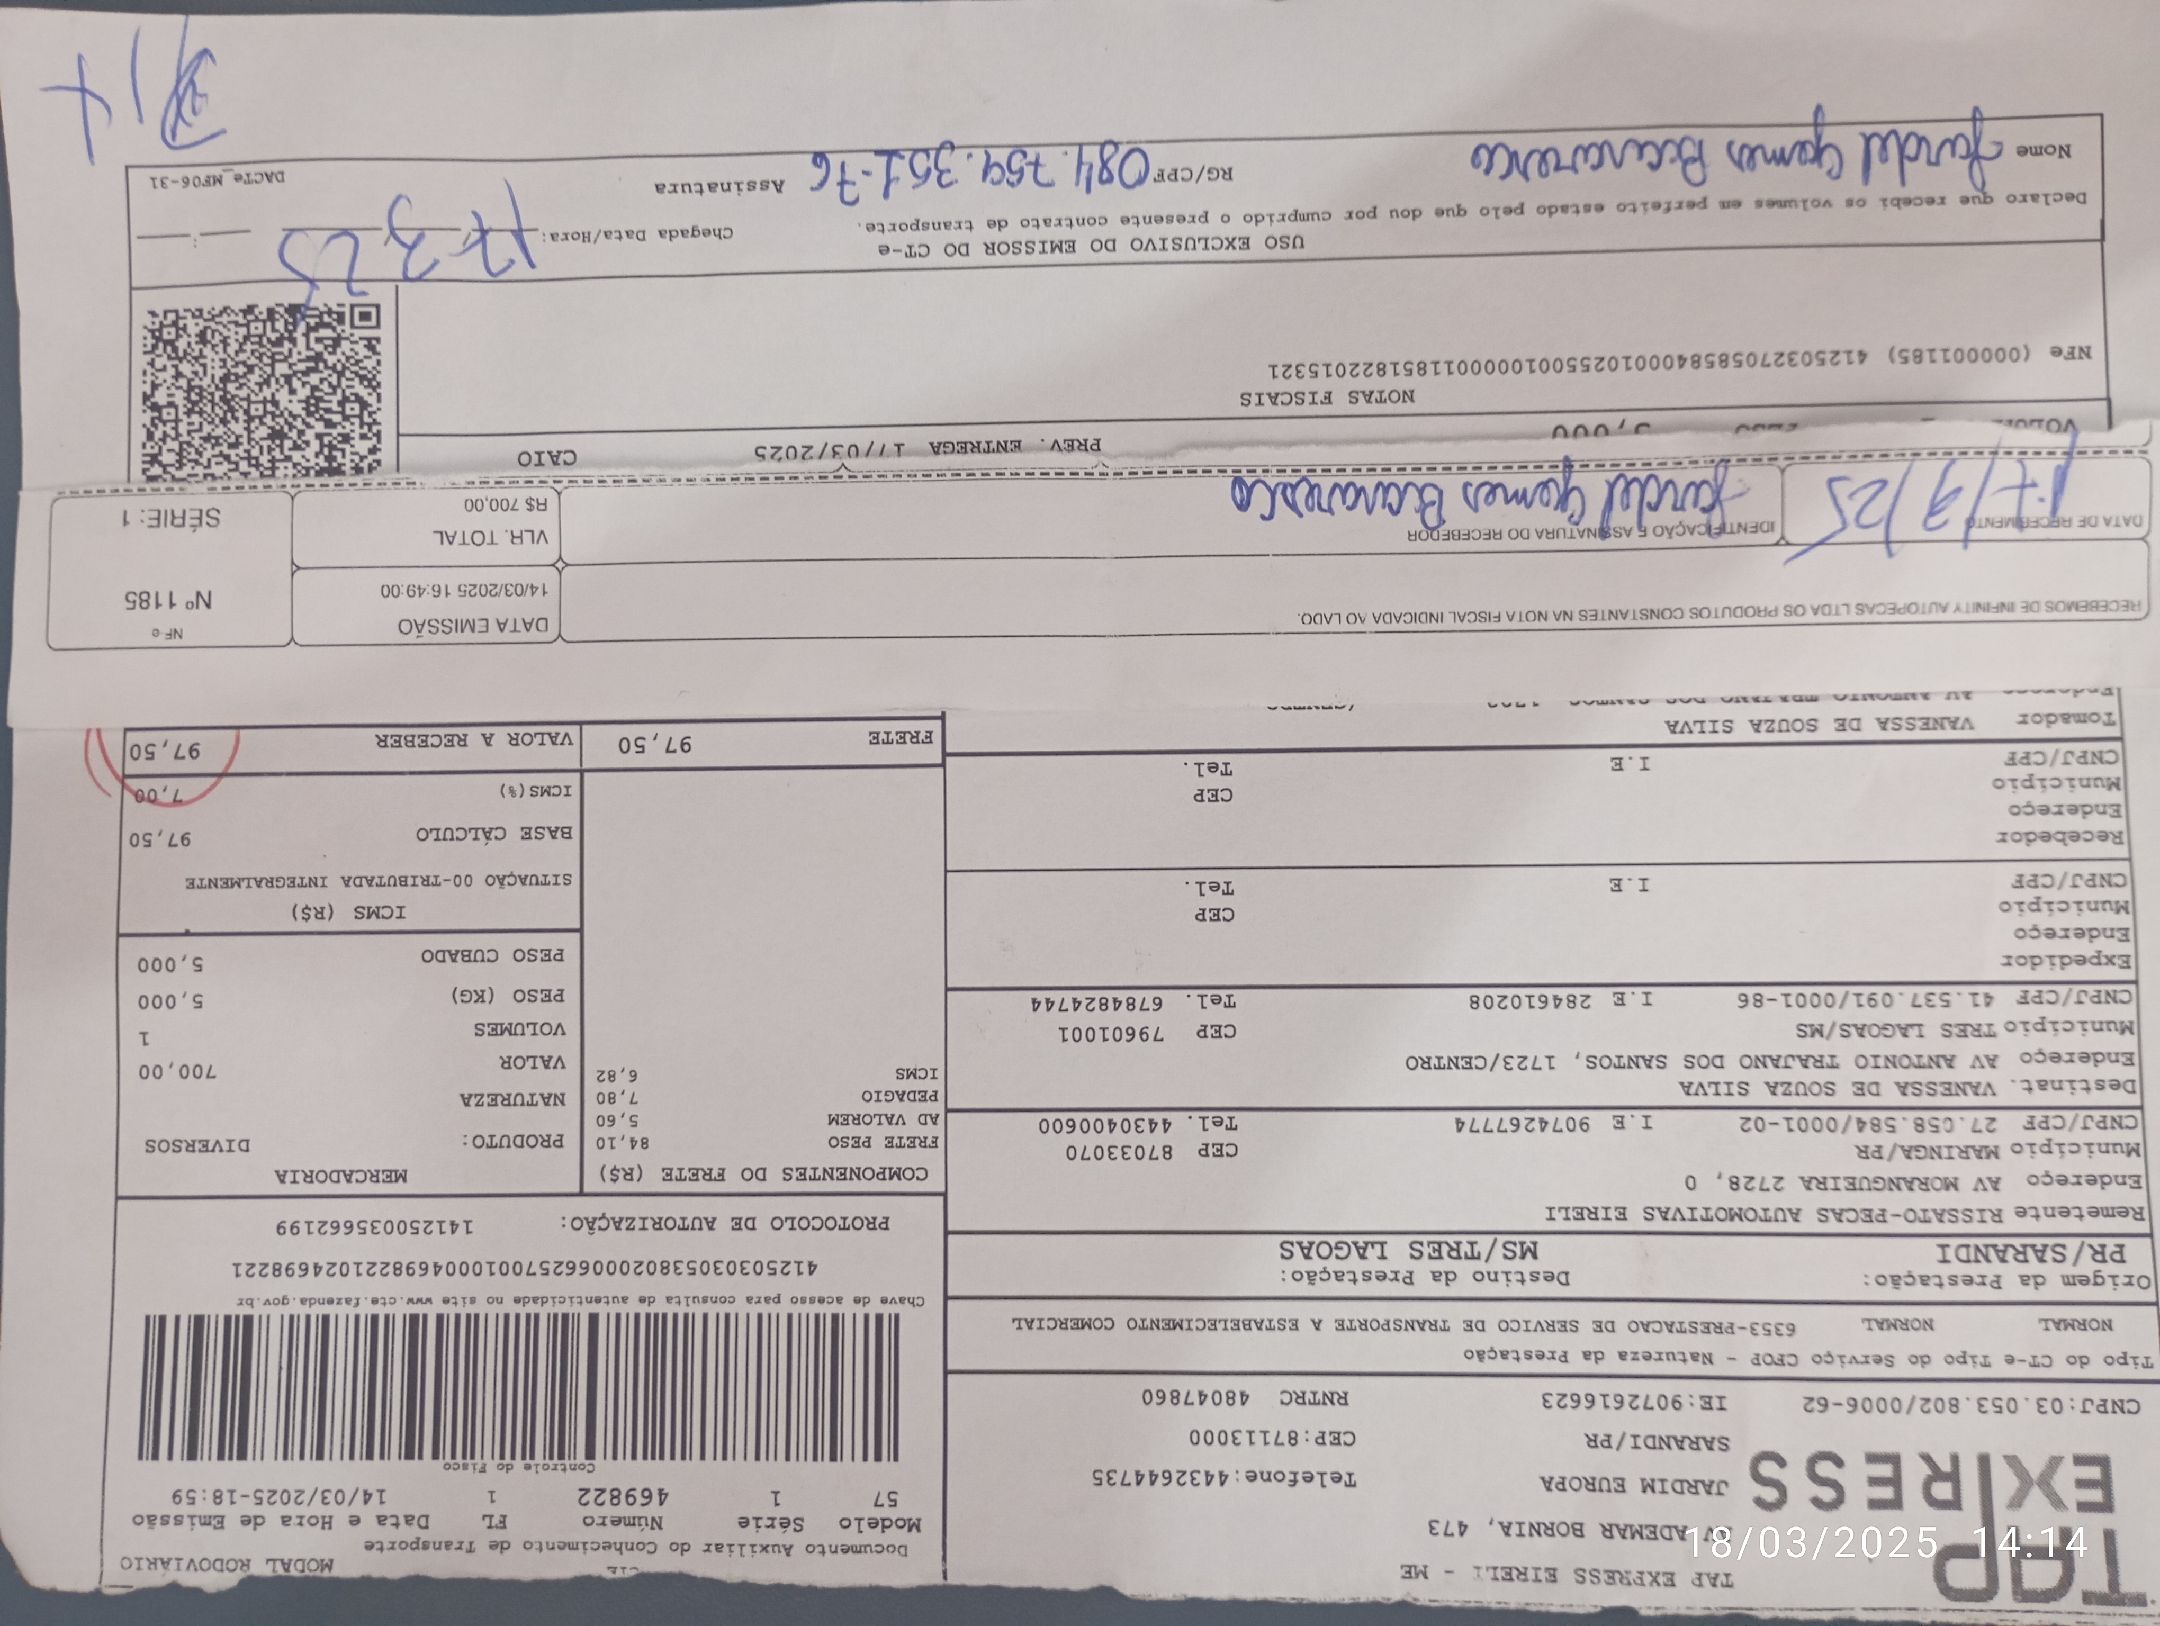 TAP EXPRESS
TAP EXPRESS EIRELI - ME
AV ADEMAR BORNIA, 473
JARDIM EUROPA Telefone:4432644735
SARANDI/PR CEP:87113000
CNPJ:03.053.802/0006-62 IE:9072616623 RNTRC 48047860
MODAL RODOVIÁRIO
Documento Auxiliar do Conhecimento de Transporte
Modelo Série Número FL Data e Hora de Emissão
57 1 469822 1 14/03/2025-18:59
Controle do Fisco
Chave de acesso para consulta de autenticidade no site www.cte.fazenda.gov.br
41250303053802000662570010004698221024698221
PROTOCOLO DE AUTORIZAÇÃO: 141250035662199
Tipo do CT-e Tipo do Serviço CFOP - Natureza da Prestação
NORMAL NORMAL 6353-PRESTACAO DE SERVICO DE TRANSPORTE A ESTABELECIMENTO COMERCIAL
Origem da Prestação: Destino da Prestação:
PR/SARANDI MS/TRES LAGOAS
Remetente RISSATO-PECAS AUTOMOTIVAS EIRELI
Endereço AV MORANGUEIRA 2728, 0
Município MARINGA/PR CEP 87033070
CNPJ/CPF 27.058.584/0001-02 I.E 9074267774 Tel. 4430400600
Destinat. VANESSA DE SOUZA SILVA
Endereço AV ANTONIO TRAJANO DOS SANTOS, 1723/CENTRO
Município TRES LAGOAS/MS CEP 79601001
CNPJ/CPF 41.537.091/0001-86 I.E 284610208 Tel. 6784824744
Expedidor
Endereço
Município CEP
CNPJ/CPF I.E Tel.
Recebedor
Endereço
Município CEP
CNPJ/CPF I.E Tel.
Tomador VANESSA DE SOUZA SILVA
COMPONENTES DO FRETE (R$)
FRETE PESO 84,10
AD VALOREM 5,60
PEDAGIO 7,80
ICMS 6,82
FRETE 97,50
MERCADORIA
PRODUTO: DIVERSOS
NATUREZA
VALOR 700,00
VOLUMES 1
PESO (KG) 5,000
PESO CUBADO 5,000
ICMS (R$)
SITUAÇÃO 00-TRIBUTADA INTEGRALMENTE
BASE CÁLCULO 97,50
ICMS(%) 7,00
VALOR A RECEBER 97,50
RECEBEMOS DE INFINITY AUTOPECAS LTDA OS PRODUTOS CONSTANTES NA NOTA FISCAL INDICADA AO LADO.
DATA EMISSÃO
14/03/2025 16:49:00
NF-e
Nº 1185
SÉRIE: 1
DATA DE RECEBIMENTO
17/3/25
IDENTIFICAÇÃO E ASSINATURA DO RECEBEDOR
VLR. TOTAL
R$ 700,00
PREV. ENTREGA 17/03/2025 CAIO
NOTAS FISCAIS
NFe (000001185) 41250327058584000102550010000011851822015321
USO EXCLUSIVO DO EMISSOR DO CT-e
Declaro que recebi os volumes em perfeito estado pelo que dou por cumprido o presente contrato de transporte.
Chegada Data/Hora: 17 3 25
Nome RG/CPF 084.759.351-76 Assinatura
DACTe_MF06-31
18/03/2025 14:14